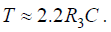 T ≈ 2.2R₃C.